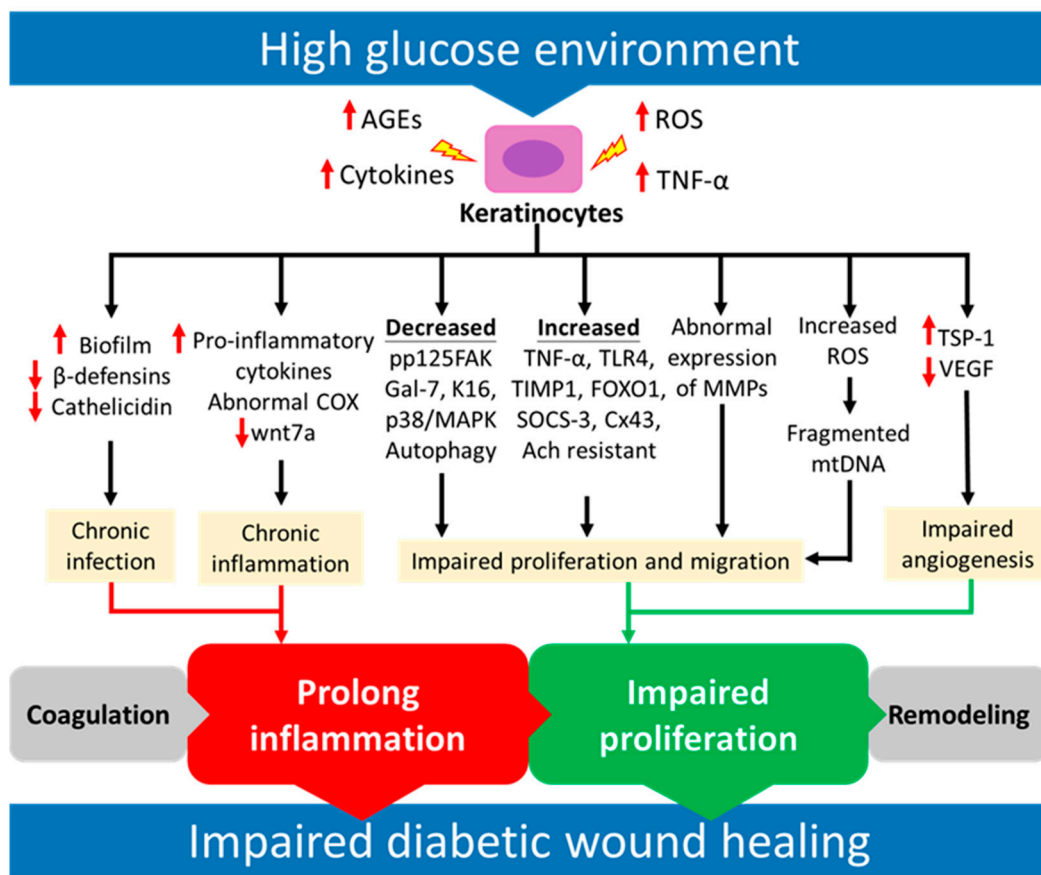 High glucose environment
↑ AGEs
↑ Cytokines
↑ ROS
↑ TNF-α
Keratinocytes
↑ Biofilm
↓ β-defensins
↓ Cathelicidin
↑ Pro-inflammatory
cytokines
Abnormal COX
↓ wnt7a
Decreased
pp125FAK
Gal-7, K16,
p38/MAPK
Autophagy
Increased
TNF-α, TLR4,
TIMP1, FOXO1,
SOCS-3, Cx43,
Ach resistant
Abnormal
expression
of MMPs
Increased
ROS
Fragmented
mtDNA
↑ TSP-1
↓ VEGF
Chronic
infection
Chronic
inflammation
Impaired proliferation and migration
Impaired
angiogenesis
Coagulation
Prolong
inflammation
Impaired
proliferation
Remodeling
Impaired diabetic wound healing